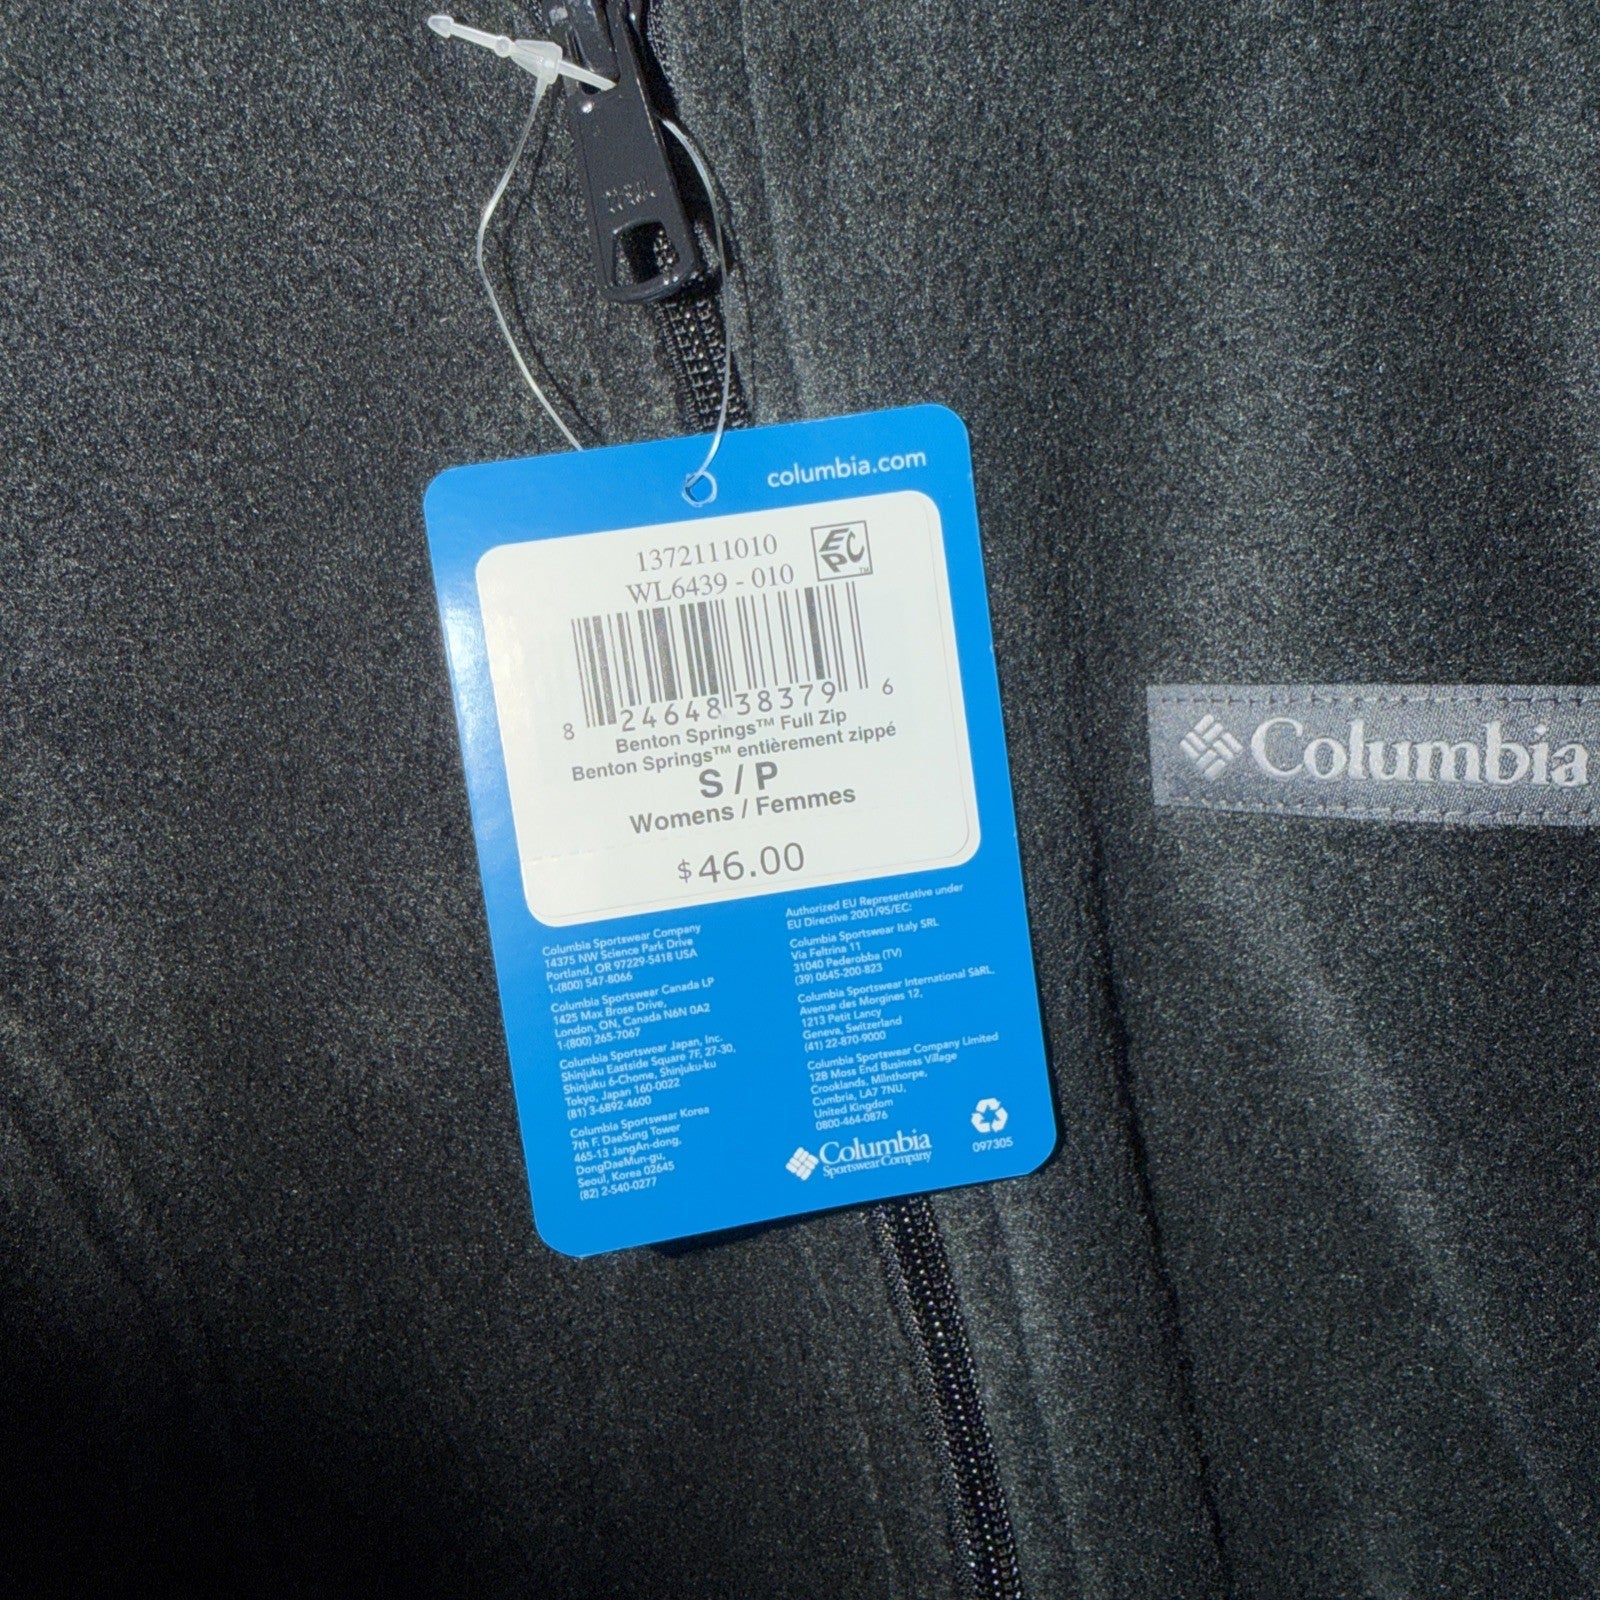 columbia.com
1372111010
WL6439 - 010
EPC™
8 24648 38379 6
Benton Springs™ Full Zip
Benton Springs™ entièrement zippé
S / P
Womens / Femmes
$46.00
Columbia Sportswear Company
14375 NW Science Park Drive
Portland, OR 97229-5418 USA
1-(800) 547-8066
Columbia Sportswear Canada LP
1425 Max Brose Drive,
London, ON, Canada N6N 0A2
1-(800) 265-7067
Columbia Sportswear Japan, Inc.
Shinjuku Eastside Square 7F, 27-30,
Shinjuku 6-Chome, Shinjuku-ku
Tokyo, Japan 160-0022
(81) 3-6892-4600
Columbia Sportswear Korea
7th F. DaeSung Tower
465-13 JangAn-dong,
DongDaeMun-gu,
Seoul, Korea 02645
(82) 2-540-0277
Authorized EU Representative under
EU Directive 2001/95/EC:
Columbia Sportswear Italy SRL
Via Feltrina 11
31040 Pederobba (TV)
(39) 0645-200-823
Columbia Sportswear International SàRL,
Avenue des Morgines 12,
1213 Petit Lancy
Geneva, Switzerland
(41) 22-870-9000
Columbia Sportswear Company Limited
12B Moss End Business Village
Crooklands, Milnthorpe,
Cumbria, LA7 7NU,
United Kingdom
0800-464-0876
Columbia
Sportswear Company
097305
Columbia